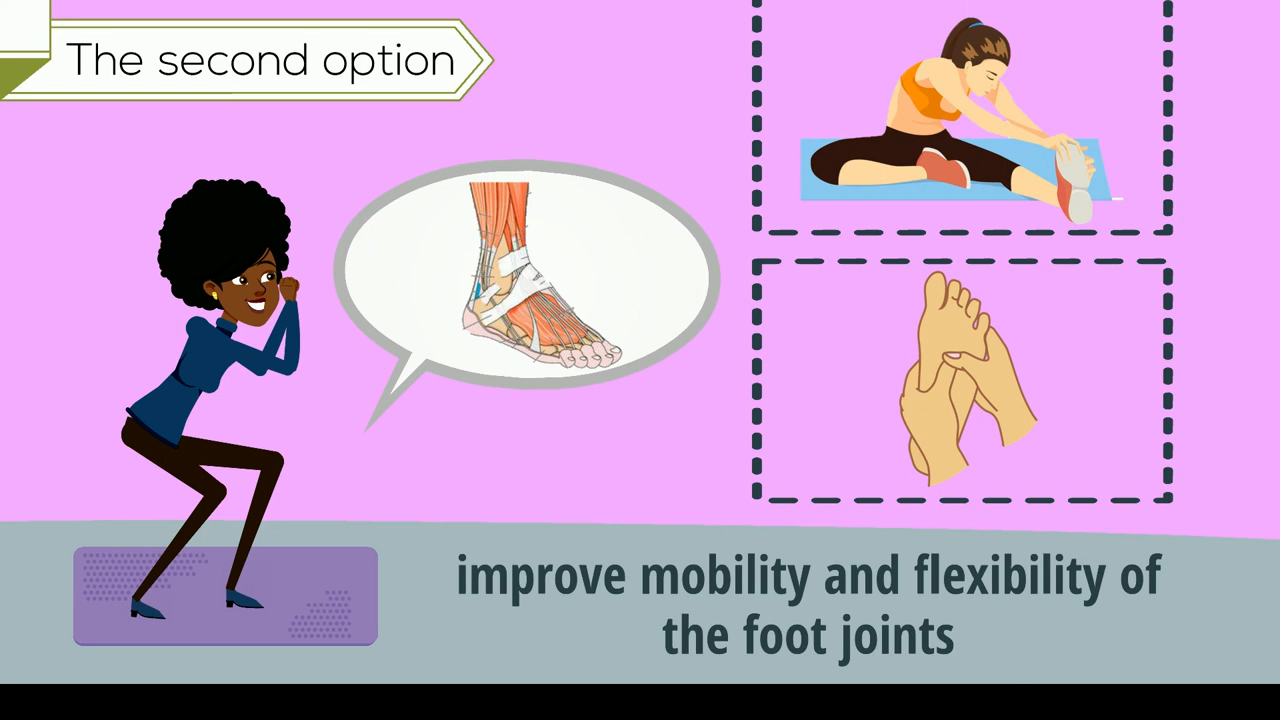 The second option
improve mobility and flexibility of
the foot joints